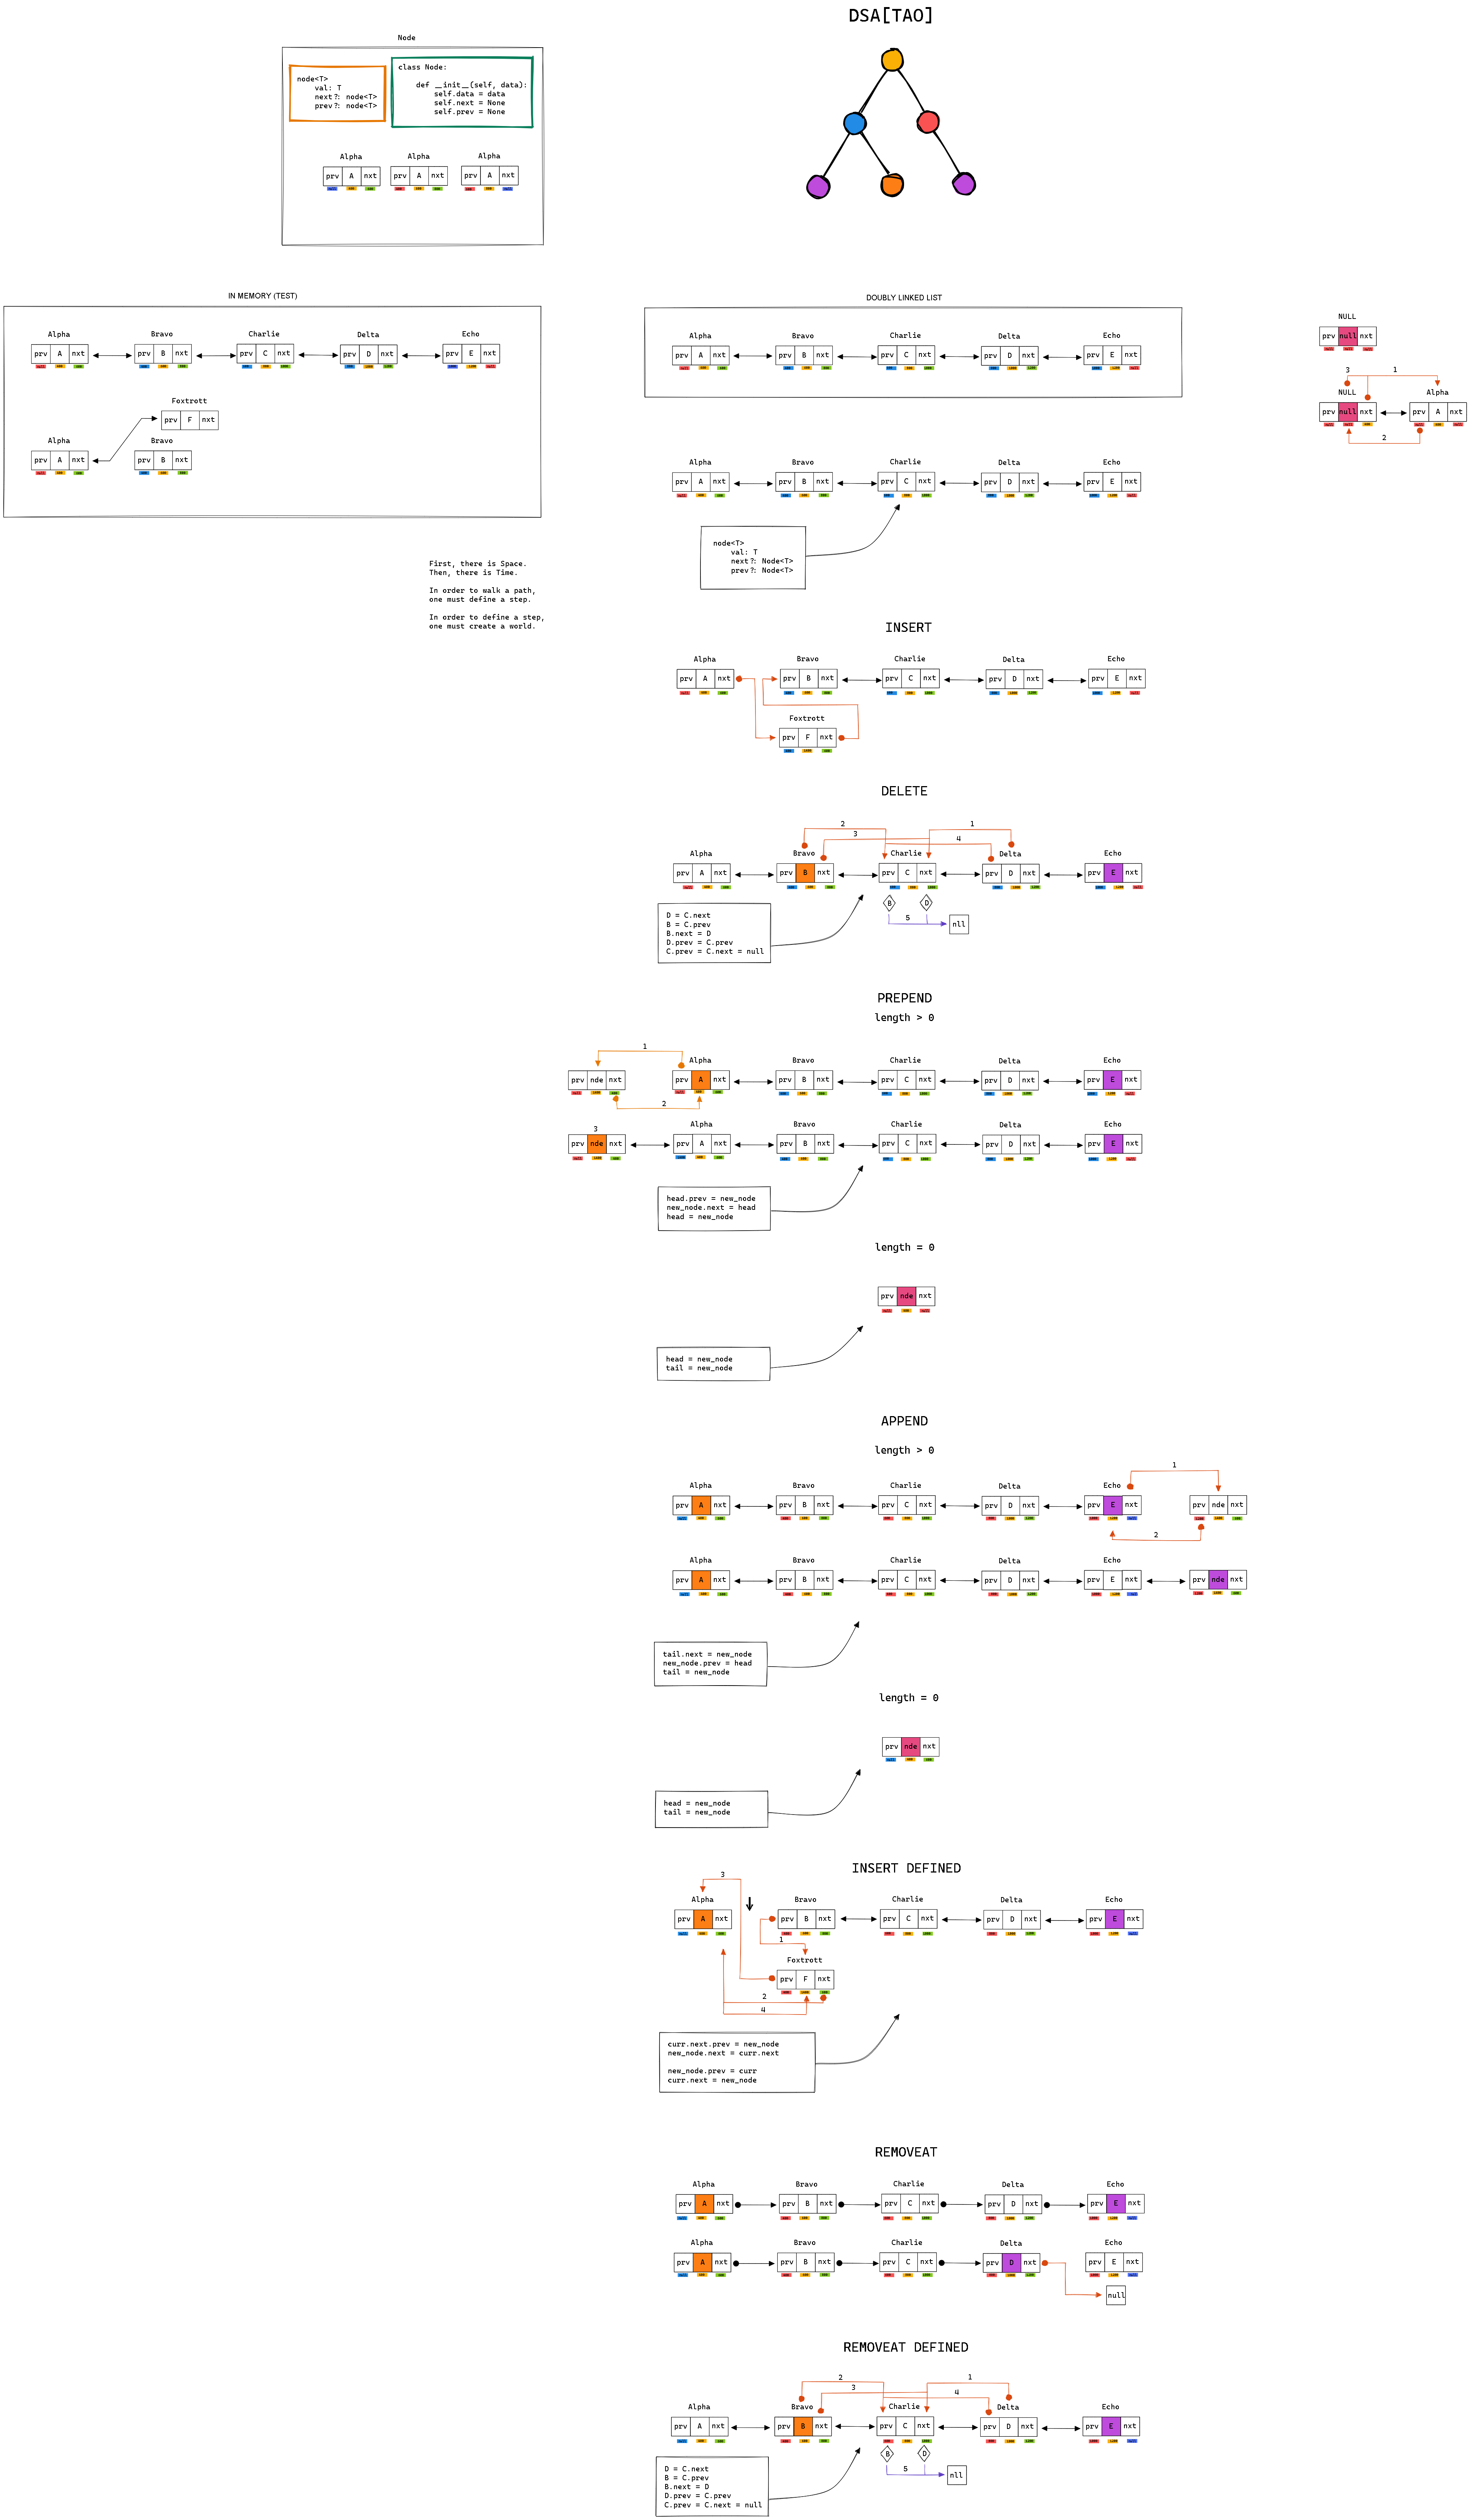 DSA[TAO]
Node
node<T>
val: T
next?: node<T>
prev?: node<T>
class Node:
def __init__(self, data):
self.data = data
self.next = None
self.prev = None
Alpha Alpha Alpha
prv A nxt prv A nxt prv A nxt
IN MEMORY (TEST)
Alpha Bravo Charlie Delta Echo
prv A nxt prv B nxt prv C nxt prv D nxt prv E nxt
Foxtrott
prv F nxt
Alpha Bravo
prv A nxt prv B nxt
First, there is Space.
Then, there is Time.
In order to walk a path,
one must define a step.
In order to define a step,
one must create a world.
DOUBLY LINKED LIST
Alpha Bravo Charlie Delta Echo
prv A nxt prv B nxt prv C nxt prv D nxt prv E nxt
NULL
prv null nxt
3 1
NULL Alpha
prv null nxt prv A nxt
2
Alpha Bravo Charlie Delta Echo
prv A nxt prv B nxt prv C nxt prv D nxt prv E nxt
node<T>
val: T
next?: Node<T>
prev?: Node<T>
INSERT
Alpha Bravo Charlie Delta Echo
prv A nxt prv B nxt prv C nxt prv D nxt prv E nxt
Foxtrott
prv F nxt
DELETE
2 1
3 4
Alpha Bravo Charlie Delta Echo
prv A nxt prv B nxt prv C nxt prv D nxt prv E nxt
B D
5 nll
D = C.next
B = C.prev
B.next = D
D.prev = C.prev
C.prev = C.next = null
PREPEND
length > 0
1
Alpha Bravo Charlie Delta Echo
prv nde nxt prv A nxt prv B nxt prv C nxt prv D nxt prv E nxt
2
3 Alpha Bravo Charlie Delta Echo
prv nde nxt prv A nxt prv B nxt prv C nxt prv D nxt prv E nxt
head.prev = new_node
new_node.next = head
head = new_node
length = 0
prv nde nxt
head = new_node
tail = new_node
APPEND
length > 0
1
Alpha Bravo Charlie Delta Echo
prv A nxt prv B nxt prv C nxt prv D nxt prv E nxt prv nde nxt
2
Alpha Bravo Charlie Delta Echo
prv A nxt prv B nxt prv C nxt prv D nxt prv E nxt prv nde nxt
tail.next = new_node
new_node.prev = head
tail = new_node
length = 0
prv nde nxt
head = new_node
tail = new_node
INSERT DEFINED
3
Alpha Bravo Charlie Delta Echo
prv A nxt prv B nxt prv C nxt prv D nxt prv E nxt
1
Foxtrott
prv F nxt
2
4
curr.next.prev = new_node
new_node.next = curr.next
new_node.prev = curr
curr.next = new_node
REMOVEAT
Alpha Bravo Charlie Delta Echo
prv A nxt prv B nxt prv C nxt prv D nxt prv E nxt
Alpha Bravo Charlie Delta Echo
prv A nxt prv B nxt prv C nxt prv D nxt prv E nxt
null
REMOVEAT DEFINED
2 1
3 4
Alpha Bravo Charlie Delta Echo
prv A nxt prv B nxt prv C nxt prv D nxt prv E nxt
B D
5 nll
D = C.next
B = C.prev
B.next = D
D.prev = C.prev
C.prev = C.next = null